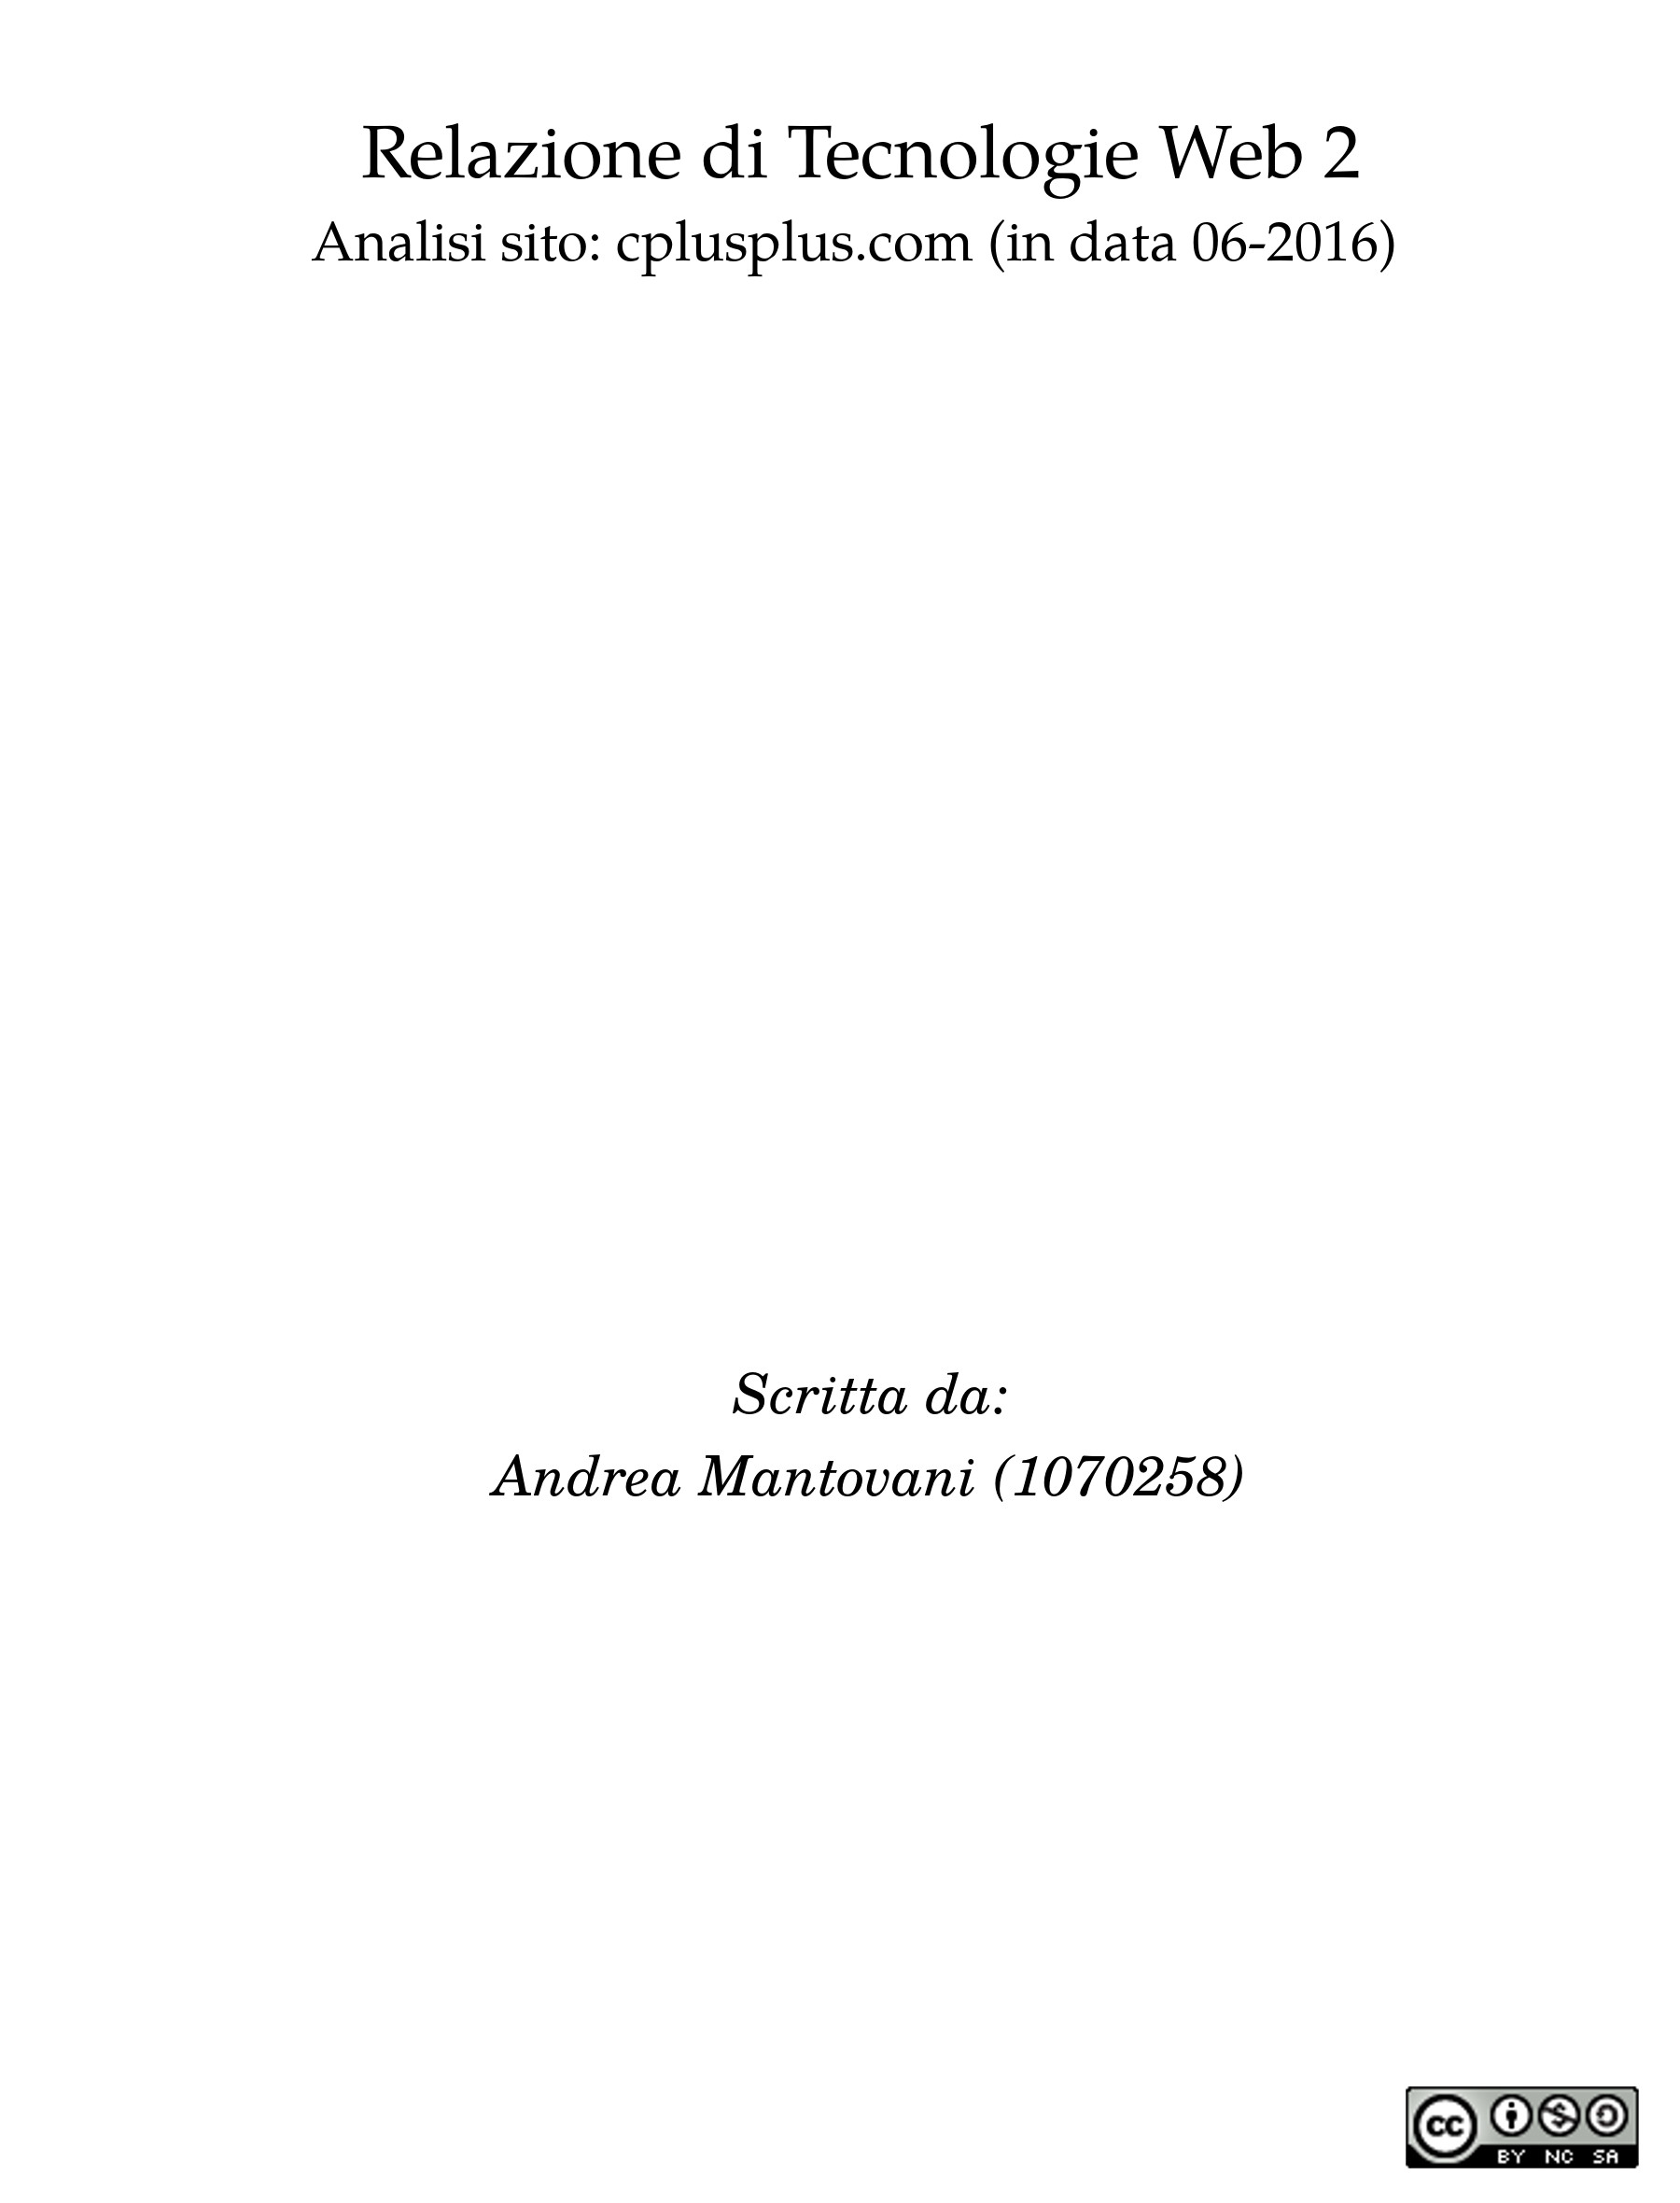 Relazione di Tecnologie Web 2
Analisi sito: cplusplus.com (in data 06-2016)
Scritta da:
Andrea Mantovani (1070258)
cc
BY NC SA